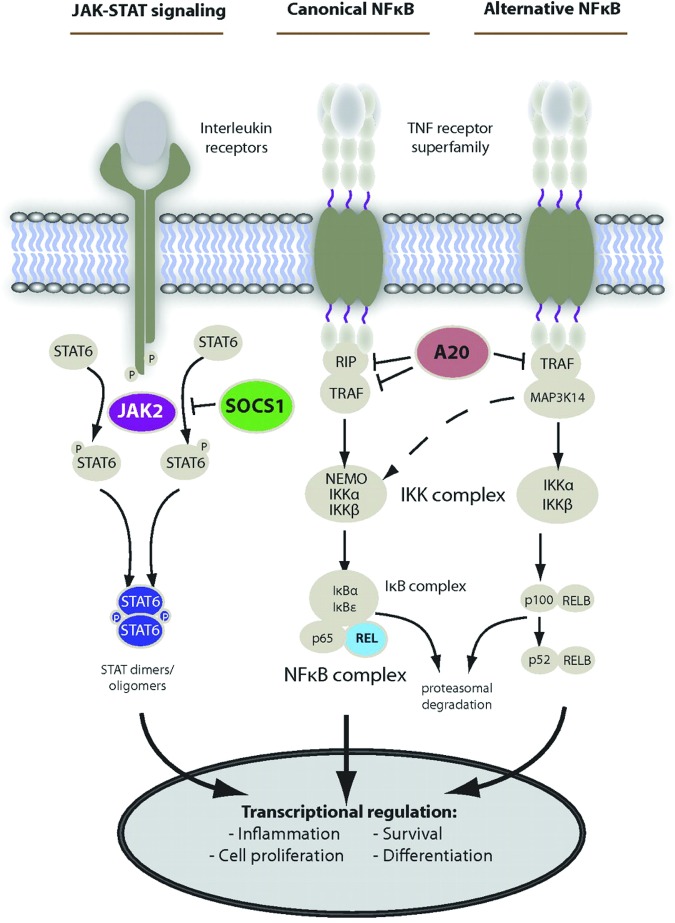 JAK-STAT signaling
Canonical NFκB
Alternative NFκB
Interleukin
receptors
TNF receptor
superfamily
STAT6
STAT6
P
P
JAK2
SOCS1
P
STAT6
P
STAT6
STAT6
P
P
STAT6
STAT dimers/
oligomers
RIP
TRAF
A20
TRAF
MAP3K14
NEMO
IKKα
IKKβ
IKK complex
IKKα
IKKβ
IκBα
IκBε
IκB complex
p65
REL
NFκB complex
p100
RELB
p52
RELB
proteasomal
degradation
Transcriptional regulation:
- Inflammation - Survival
- Cell proliferation - Differentiation